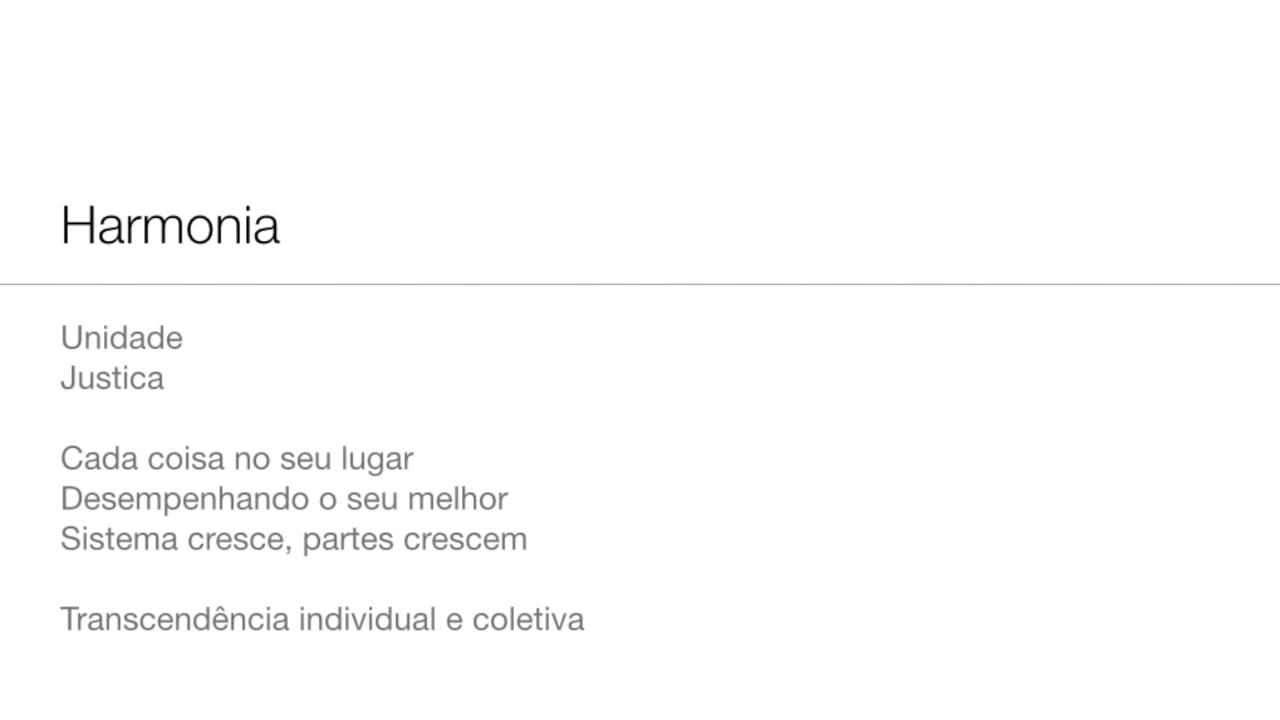 Harmonia
Unidade
Justica
Cada coisa no seu lugar
Desempenhando o seu melhor
Sistema cresce, partes crescem
Transcendência individual e coletiva